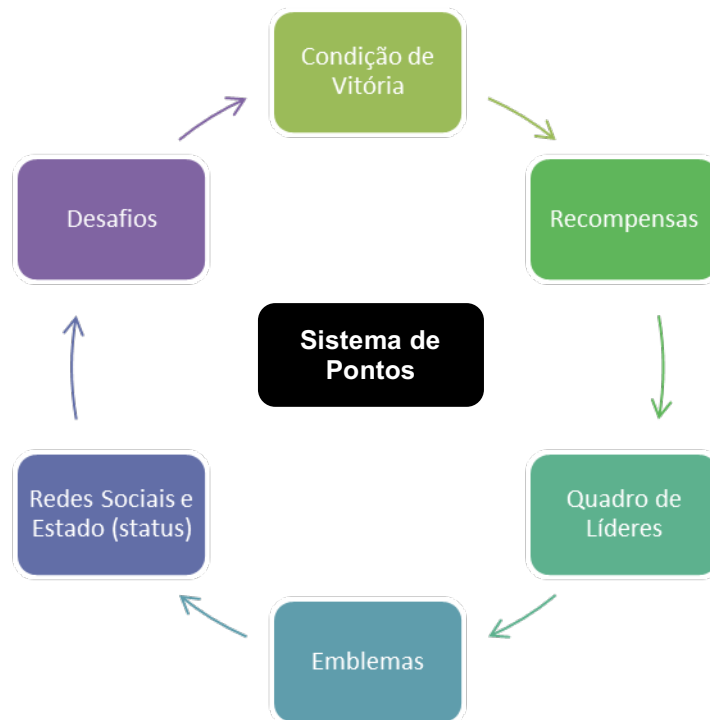 Condição de
Vitória
Recompensas
Quadro de
Líderes
Emblemas
Redes Sociais e
Estado (status)
Desafios
Sistema de
Pontos